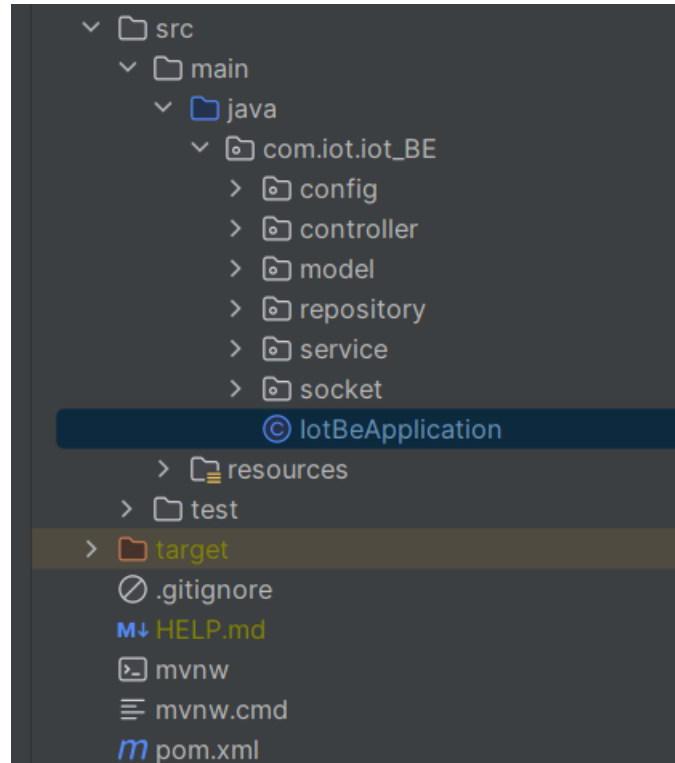 src
main
java
com.iot.iot_BE
config
controller
model
repository
service
socket
IotBeApplication
resources
test
target
.gitignore
M↓ HELP.md
mvnw
mvnw.cmd
m pom.xml